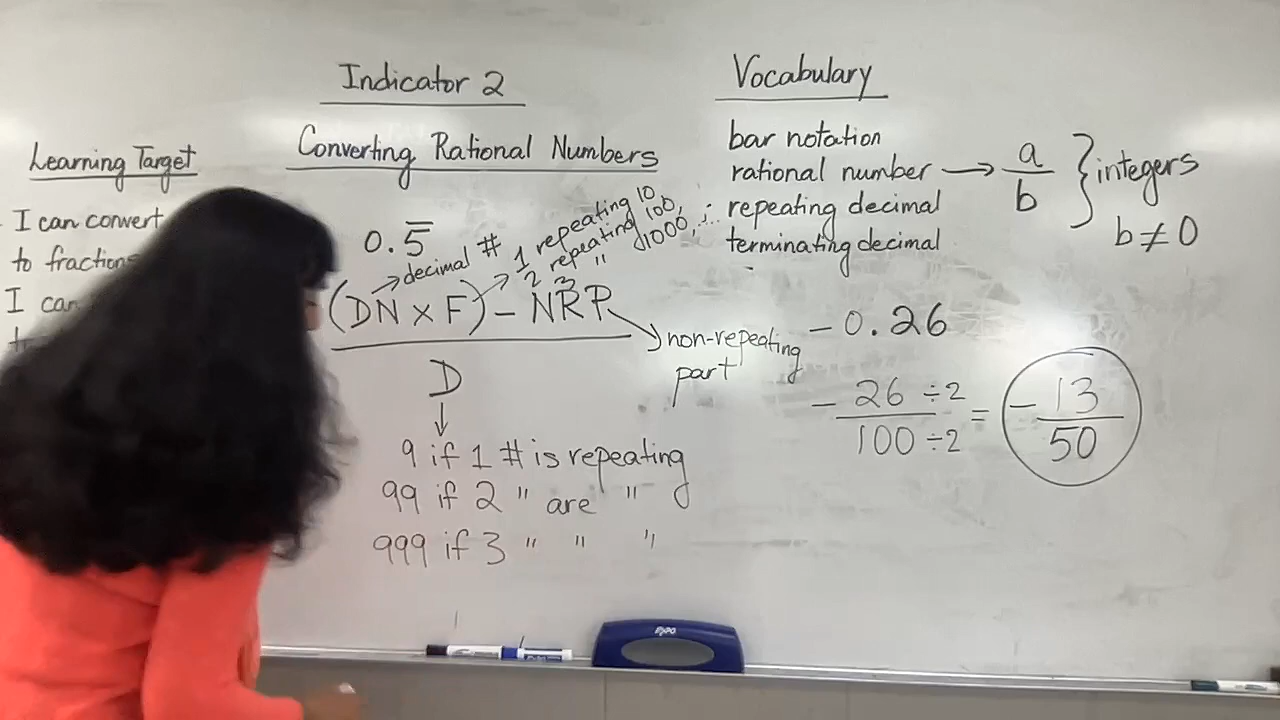 Indicator 2
Converting Rational Numbers
Learning Target
I can convert
to fractions
I can
0.5̅
→ decimal #
1 repeating 10
2 repeating 100,
3 " 1000, ...
(DN × F) − NRP
non-repeating
part
D
↓
9 if 1 # is repeating
99 if 2 " are "
999 if 3 " " "
Vocabulary
bar notation
rational number → a/b } integers
b ≠ 0
repeating decimal
terminating decimal
− 0.26
− 26 ÷2 / 100 ÷2 = − 13/50
EXPO